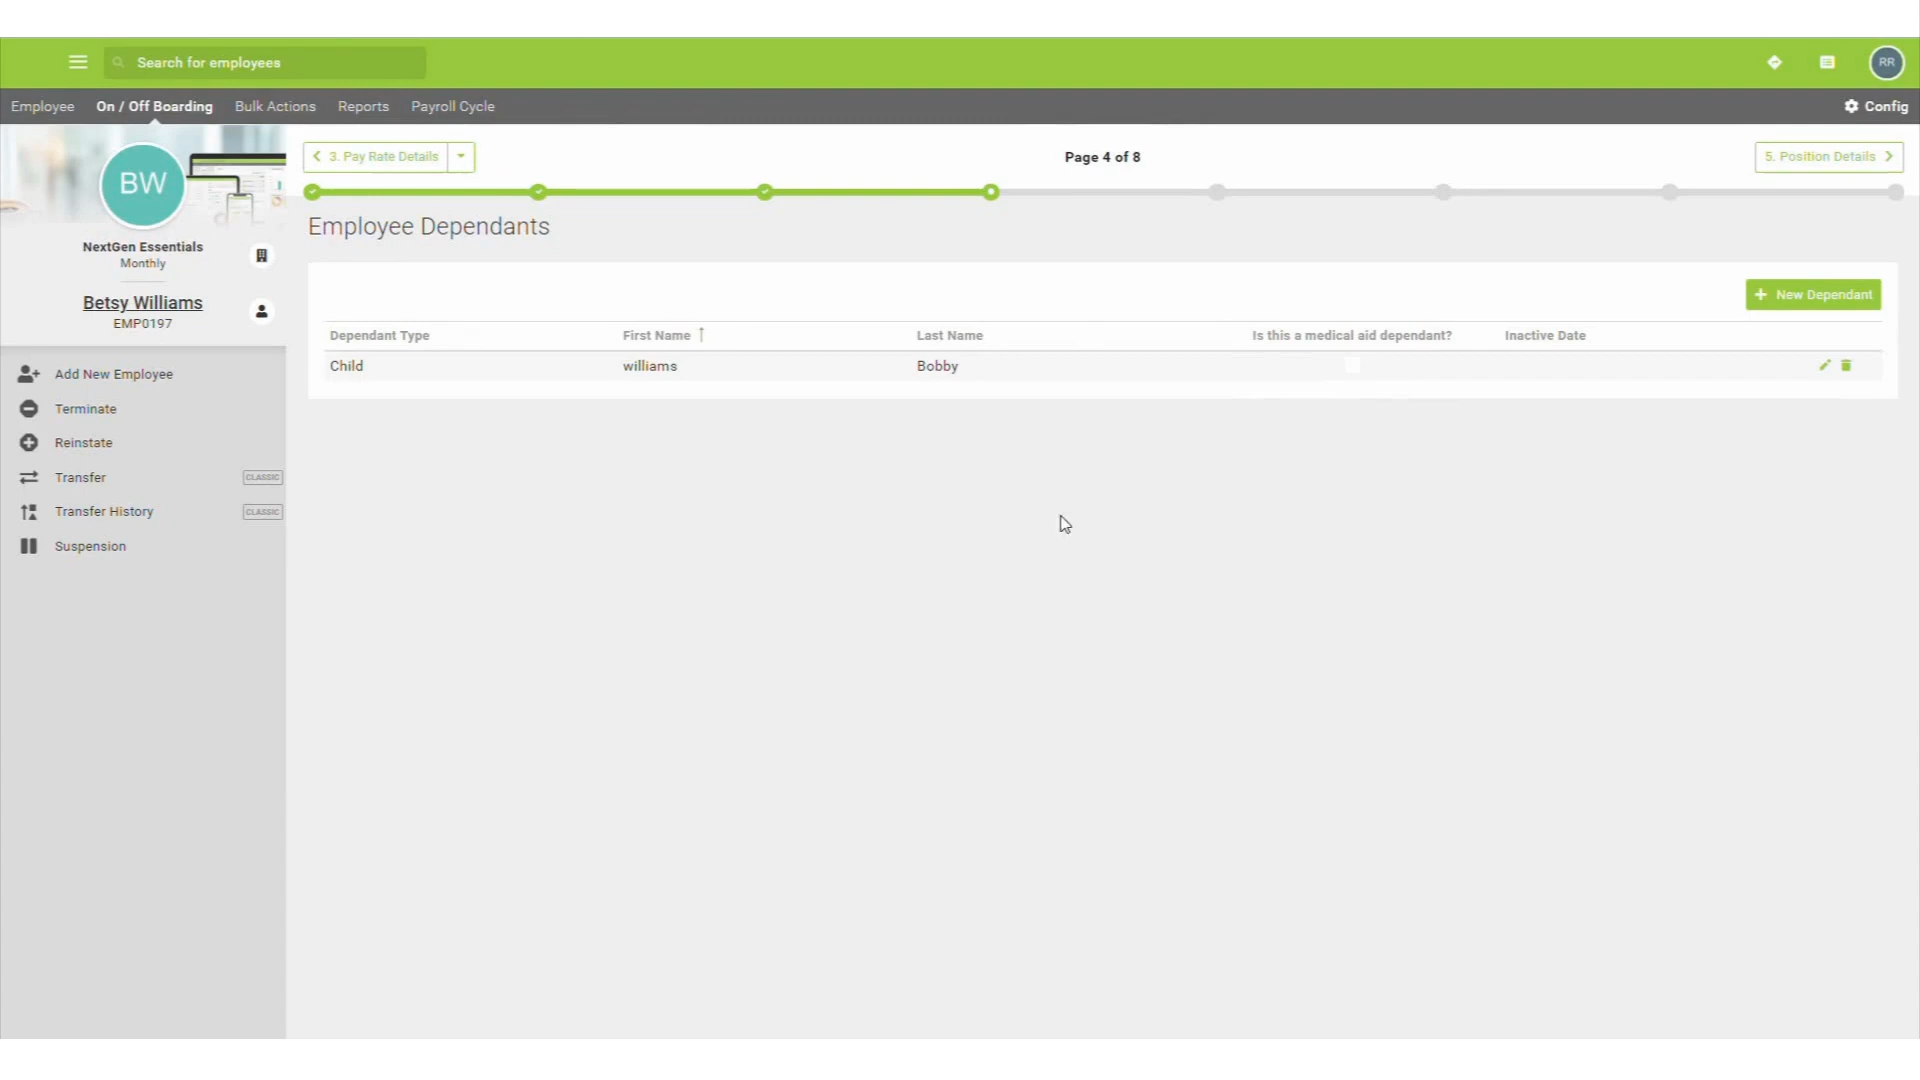 Search for employees
RR
Employee
On / Off Boarding
Bulk Actions
Reports
Payroll Cycle
Config
BW
NextGen Essentials
Monthly
Betsy Williams
EMP0197
Add New Employee
Terminate
Reinstate
Transfer CLASSIC
Transfer History CLASSIC
Suspension
3. Pay Rate Details
Page 4 of 8
5. Position Details
Employee Dependants
+ New Dependant
Dependant Type First Name ↑ Last Name Is this a medical aid dependant? Inactive Date
Child williams Bobby